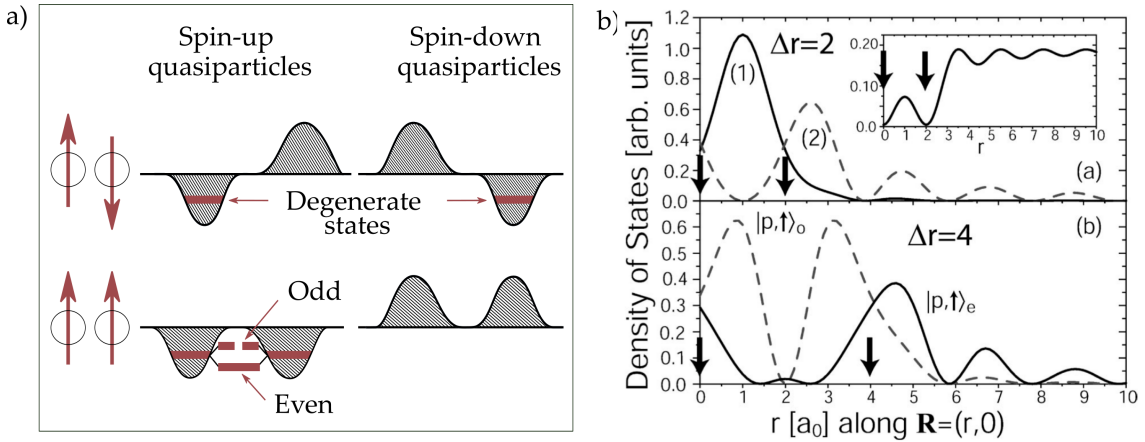 a)
Spin-up
quasiparticles
Spin-down
quasiparticles
Degenerate
states
Odd
Even
b)
Density of States [arb. units]
1.2
1.0
0.8
0.6
0.4
0.2
0.0
Δr=2
(1)
(2)
(a)
0.20
0.10
0.0
0 1 2 3 4 5 6 7 8 9 10
r
0.6
0.5
0.4
0.3
0.2
0.1
0.0
|p,↑⟩o
Δr=4
(b)
|p,↑⟩e
0 1 2 3 4 5 6 7 8 9 10
r [a0] along R=(r,0)